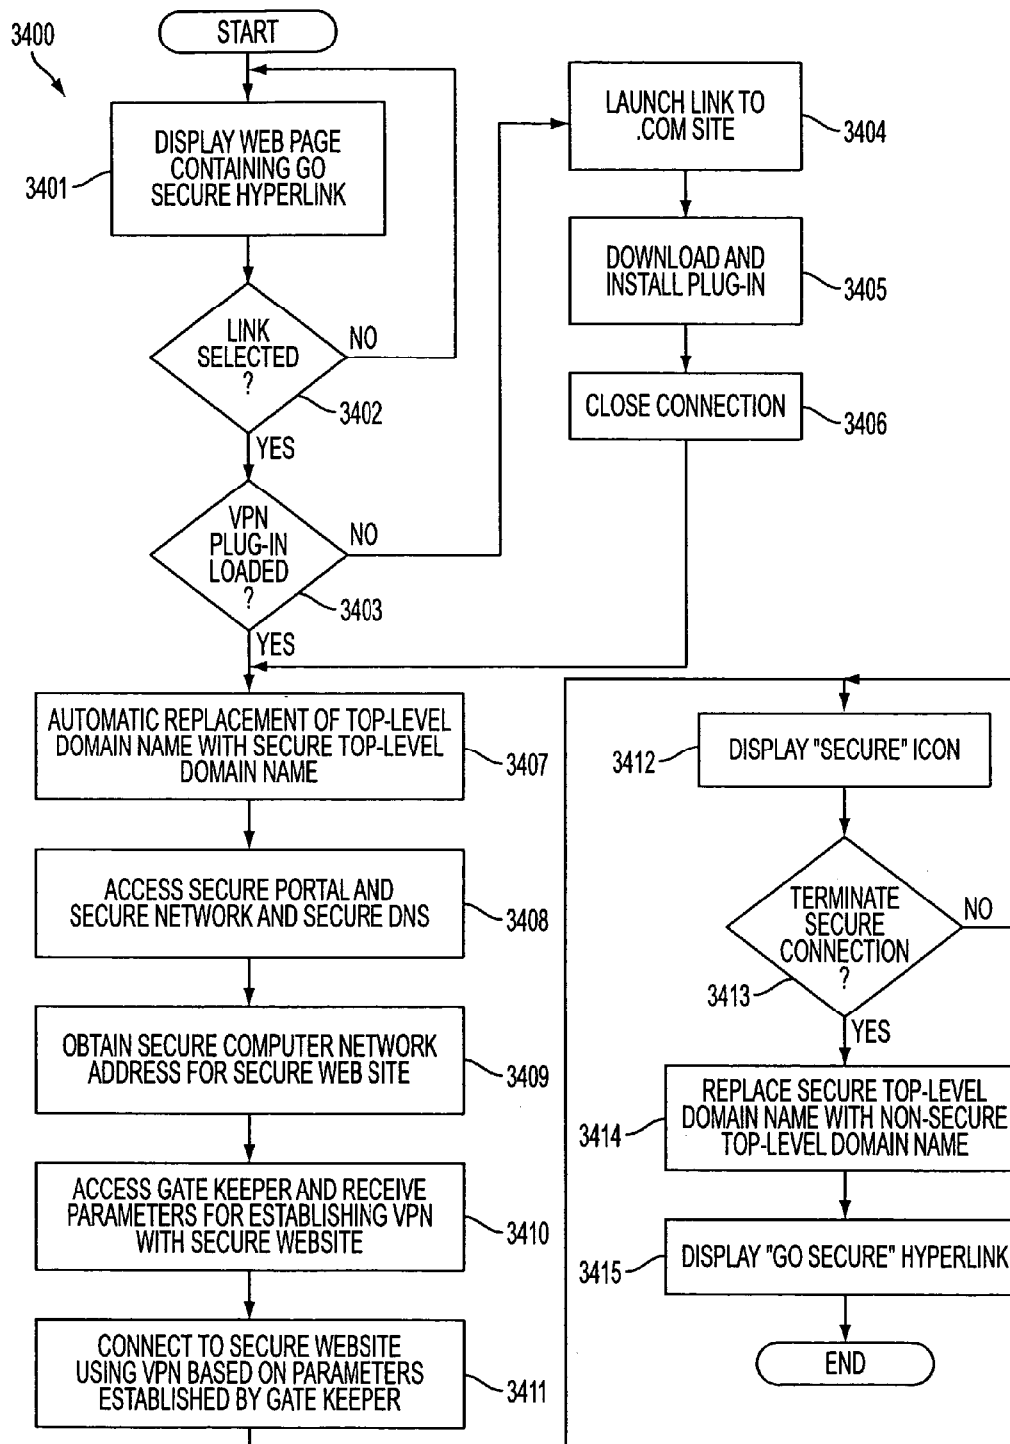 3400
START
DISPLAY WEB PAGE
CONTAINING GO
SECURE HYPERLINK
3401
LINK
SELECTED
?
NO
3402
YES
VPN
PLUG-IN
LOADED
?
NO
3403
YES
LAUNCH LINK TO
.COM SITE
3404
DOWNLOAD AND
INSTALL PLUG-IN
3405
CLOSE CONNECTION
3406
AUTOMATIC REPLACEMENT OF TOP-LEVEL
DOMAIN NAME WITH SECURE TOP-LEVEL
DOMAIN NAME
3407
ACCESS SECURE PORTAL AND
SECURE NETWORK AND SECURE DNS
3408
OBTAIN SECURE COMPUTER NETWORK
ADDRESS FOR SECURE WEB SITE
3409
ACCESS GATE KEEPER AND RECEIVE
PARAMETERS FOR ESTABLISHING VPN
WITH SECURE WEBSITE
3410
CONNECT TO SECURE WEBSITE
USING VPN BASED ON PARAMETERS
ESTABLISHED BY GATE KEEPER
3411
3412
DISPLAY "SECURE" ICON
TERMINATE
SECURE
CONNECTION
?
NO
3413
YES
REPLACE SECURE TOP-LEVEL
DOMAIN NAME WITH NON-SECURE
TOP-LEVEL DOMAIN NAME
3414
DISPLAY "GO SECURE" HYPERLINK
3415
END